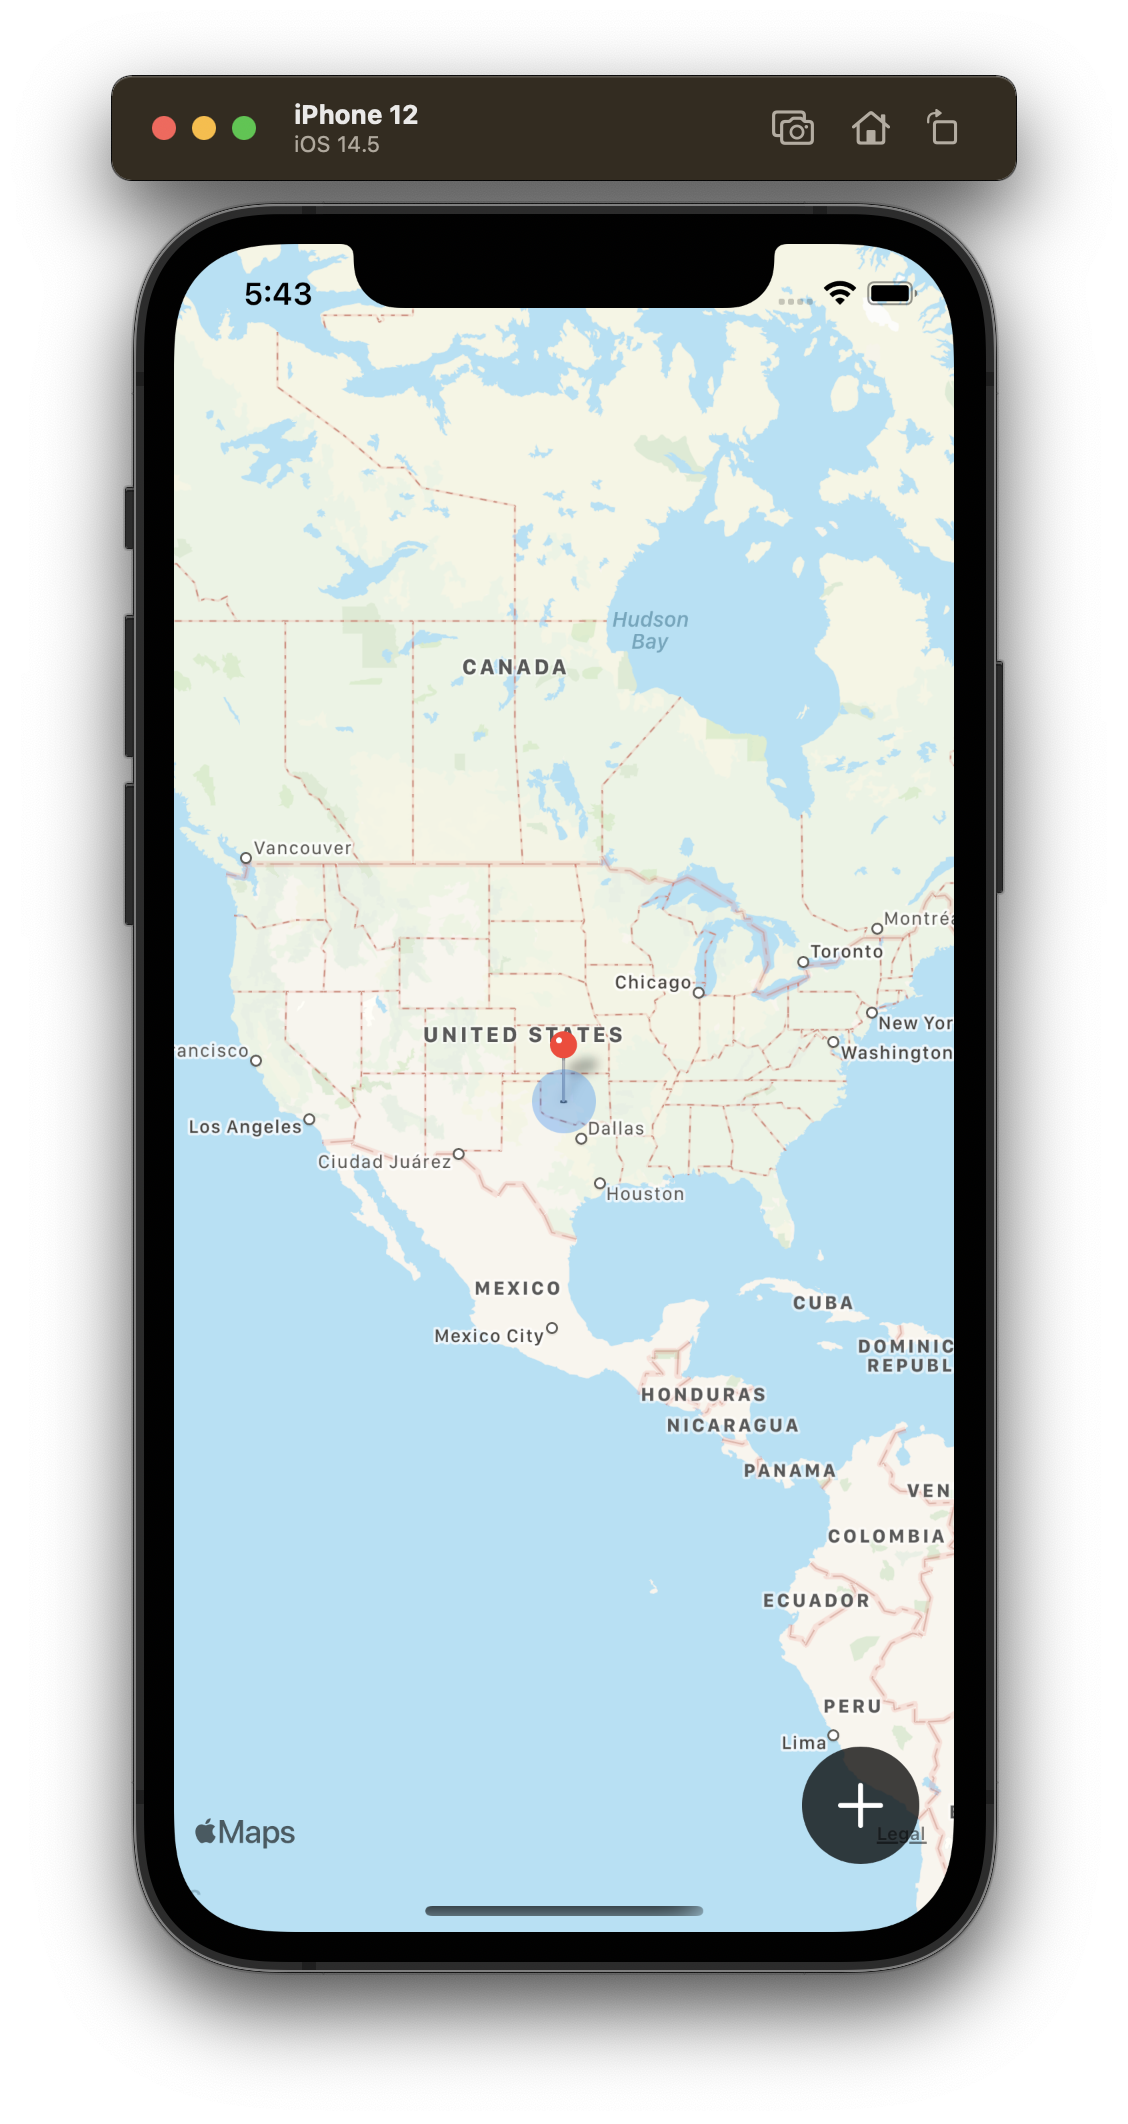 iPhone 12
iOS 14.5
5:43
Hudson
Bay
CANADA
Vancouver
Montréa
Toronto
Chicago
New Yor
UNITED STATES
Washington
ancisco
Los Angeles
Dallas
Ciudad Juárez
Houston
MEXICO
CUBA
Mexico City
DOMINIC
REPUBL
HONDURAS
NICARAGUA
PANAMA
VEN
COLOMBIA
ECUADOR
PERU
Lima
Maps
Legal